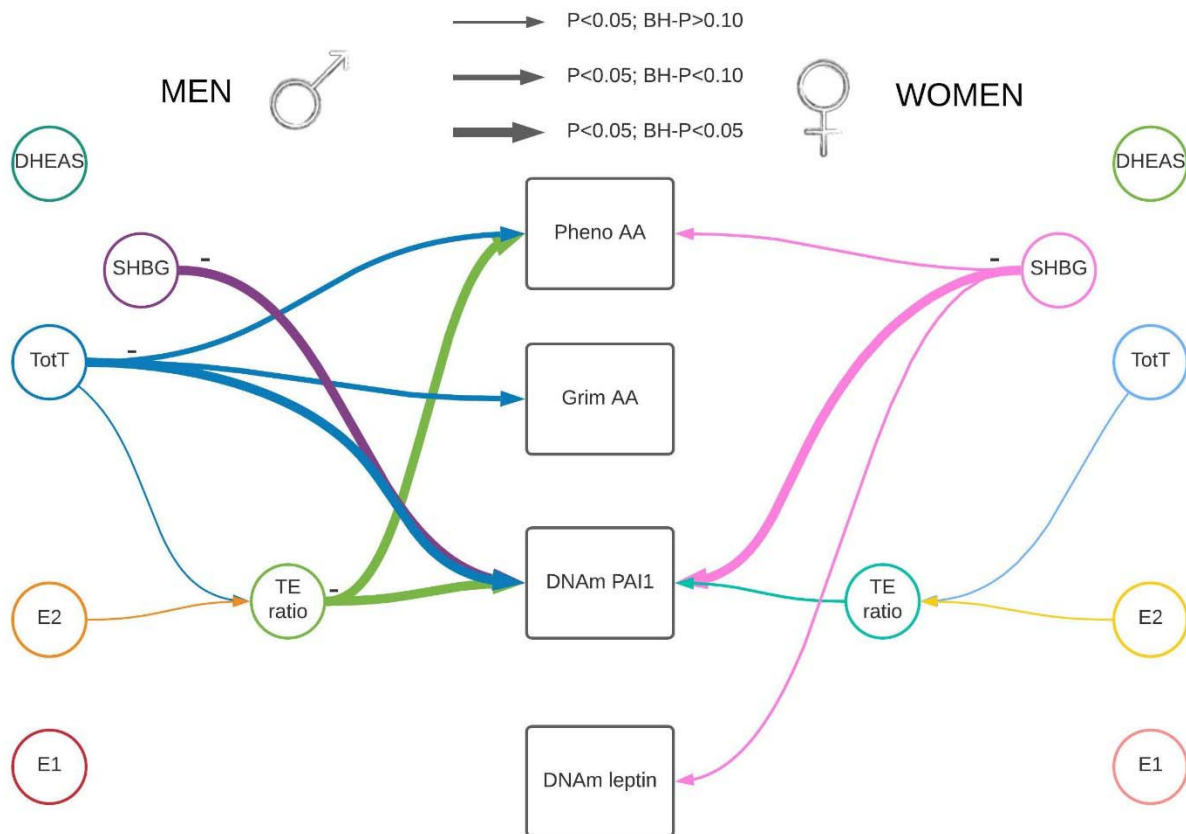 P<0.05; BH-P>0.10
MEN
P<0.05; BH-P<0.10
WOMEN
P<0.05; BH-P<0.05
DHEAS
DHEAS
Pheno AA
SHBG
-
-
SHBG
TotT
-
Grim AA
TotT
E2
TE
ratio
-
DNAm PAI1
TE
ratio
E2
E1
DNAm leptin
E1